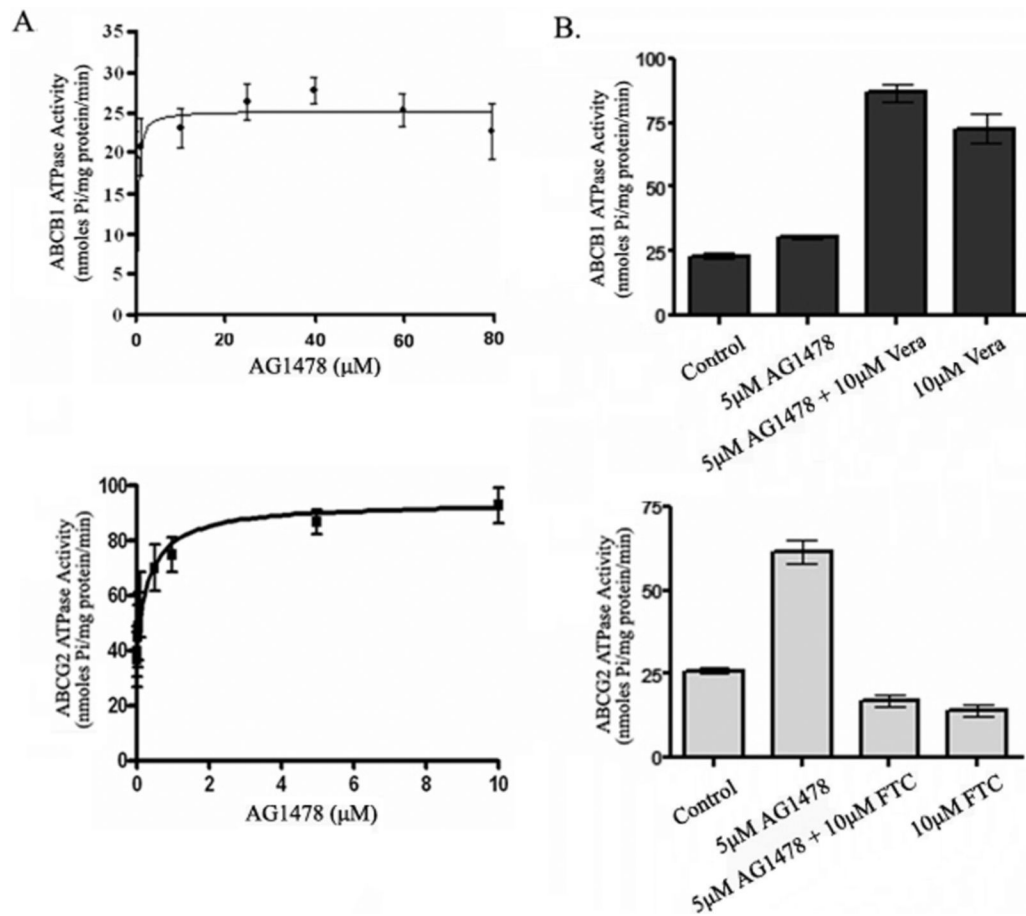 A
B.
ABCB1 ATPase Activity
(nmoles Pi/mg protein/min)
35
30
25
20
15
10
5
0
0 20 40 60 80
AG1478 (µM)
ABCB1 ATPase Activity
(nmoles Pi/mg protein/min)
100
75
50
25
0
Control
5µM AG1478
5µM AG1478 + 10µM Vera
10µM Vera
ABCG2 ATPase Activity
(nmoles Pi/mg protein/min)
100
80
60
40
20
0
0 2 4 6 8 10
AG1478 (µM)
ABCG2 ATPase Activity
(nmoles Pi/mg protein/min)
75
50
25
0
Control
5µM AG1478
5µM AG1478 + 10µM FTC
10µM FTC